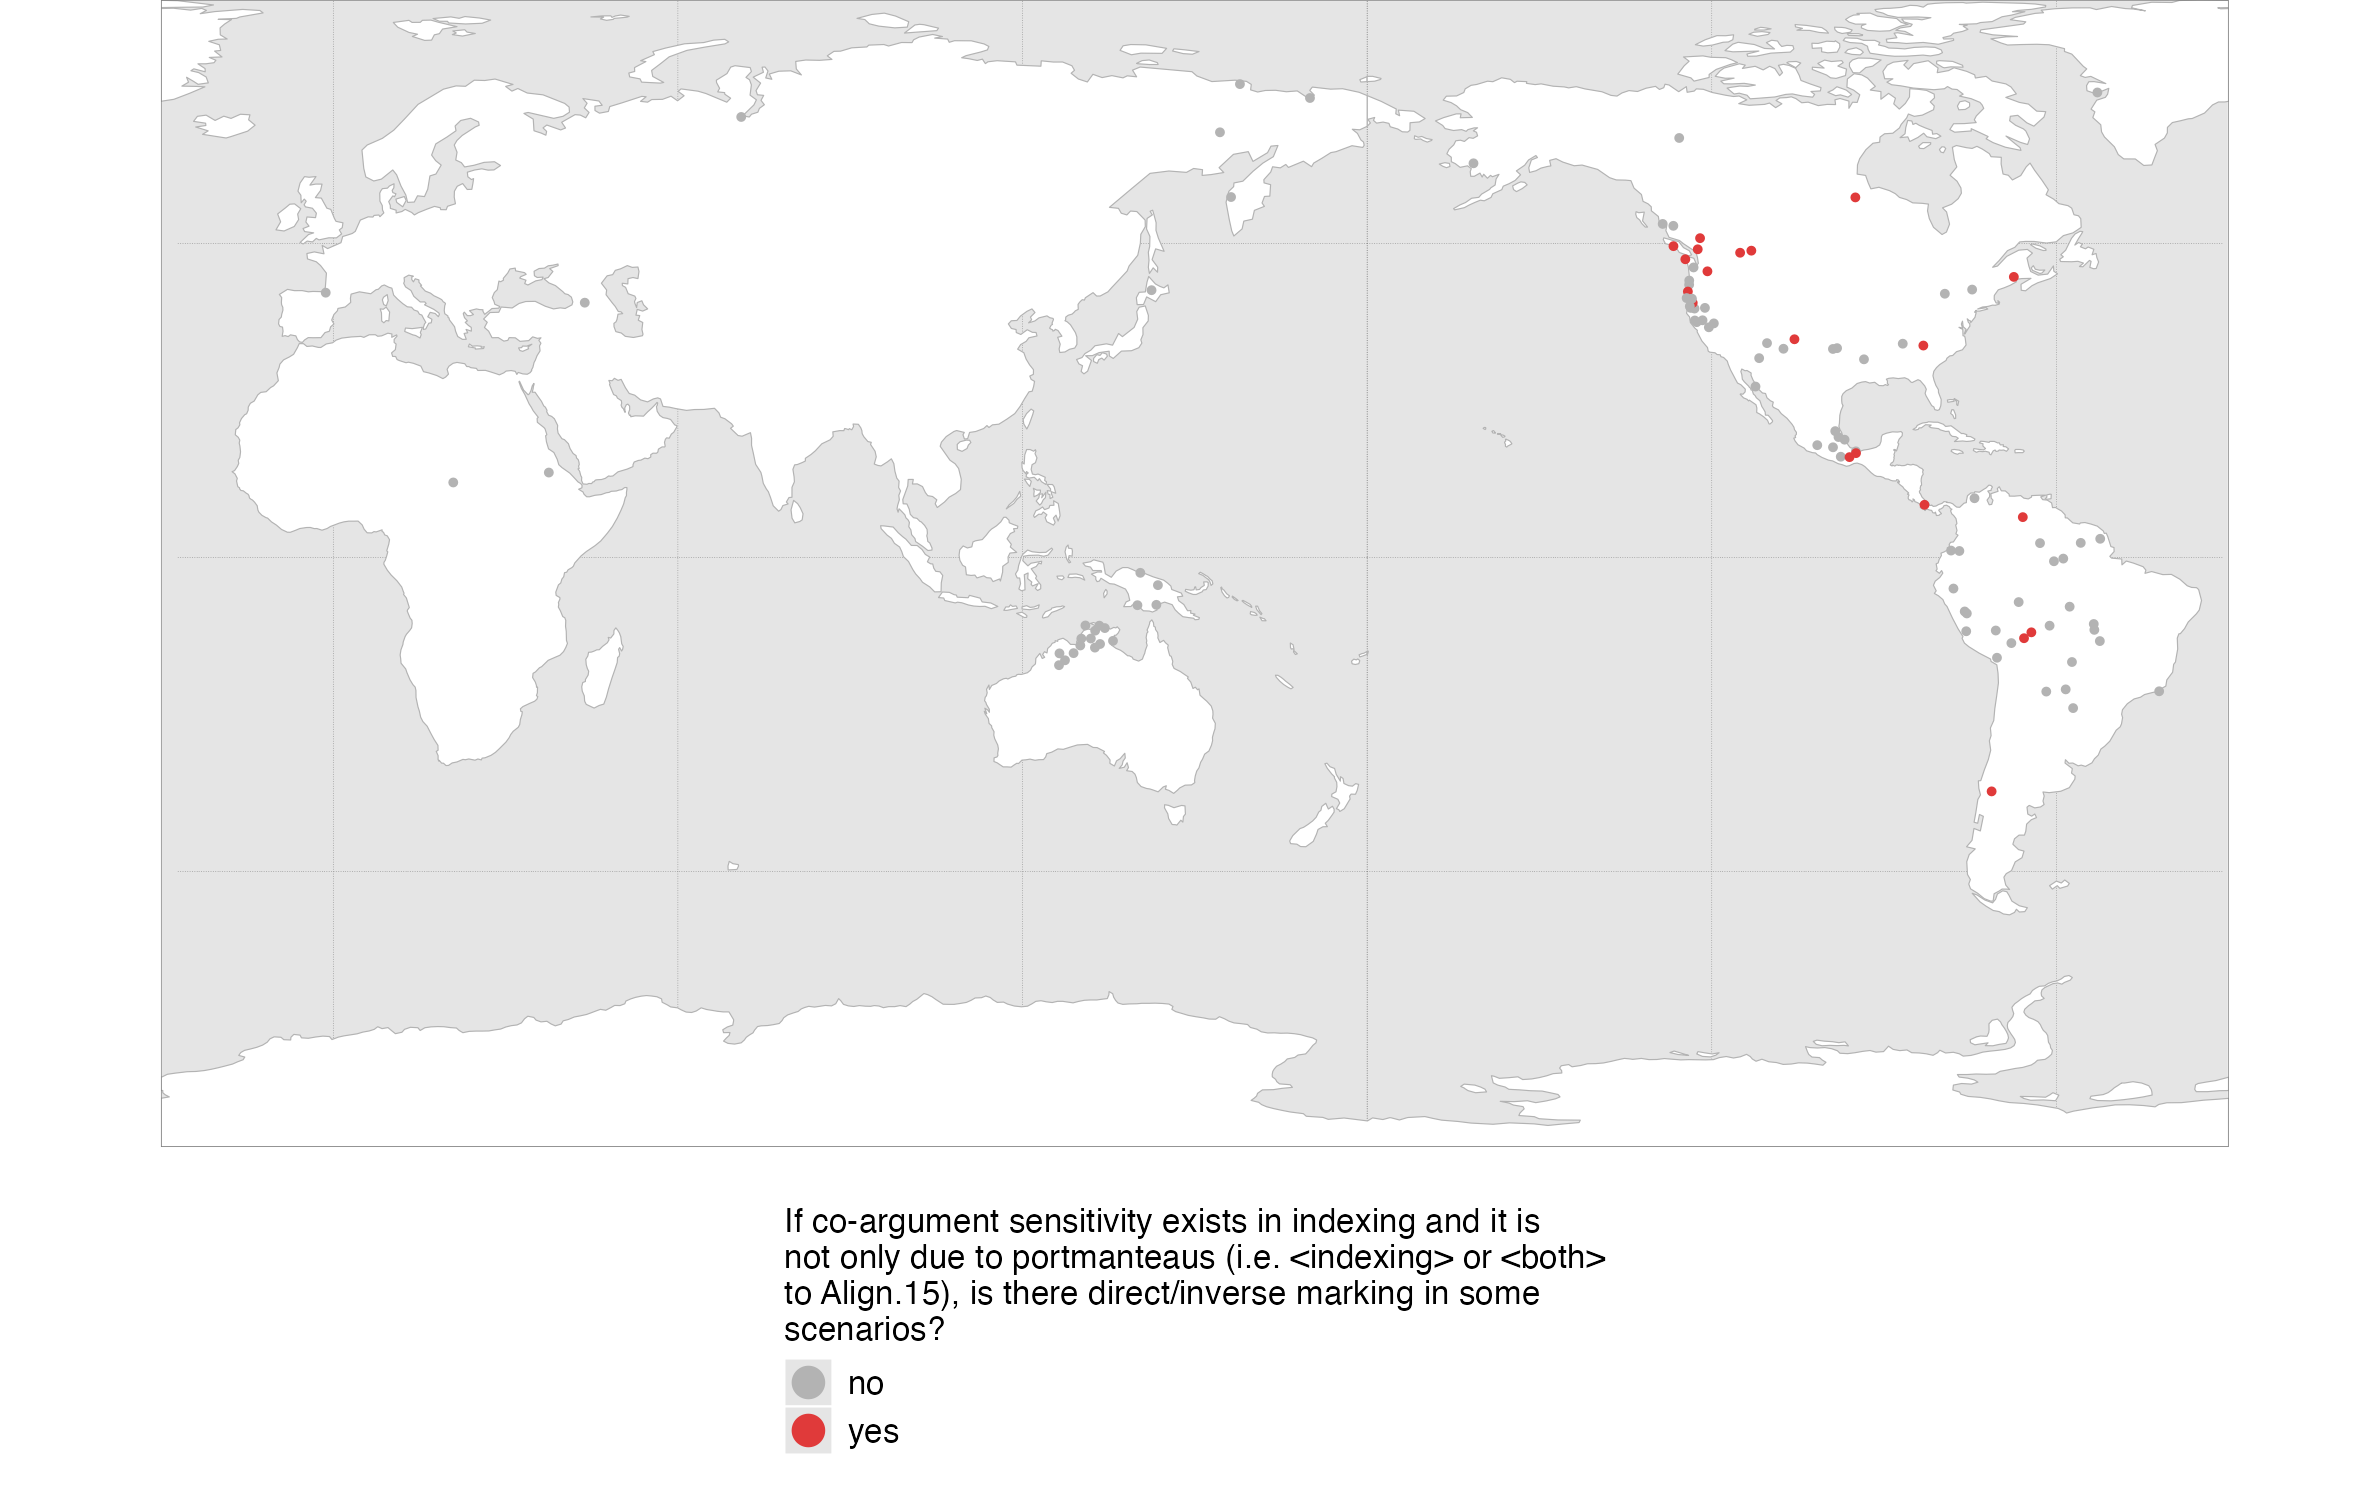 If co-argument sensitivity exists in indexing and it is
not only due to portmanteaus (i.e. <indexing> or <both>
to Align.15), is there direct/inverse marking in some
scenarios?
no
yes